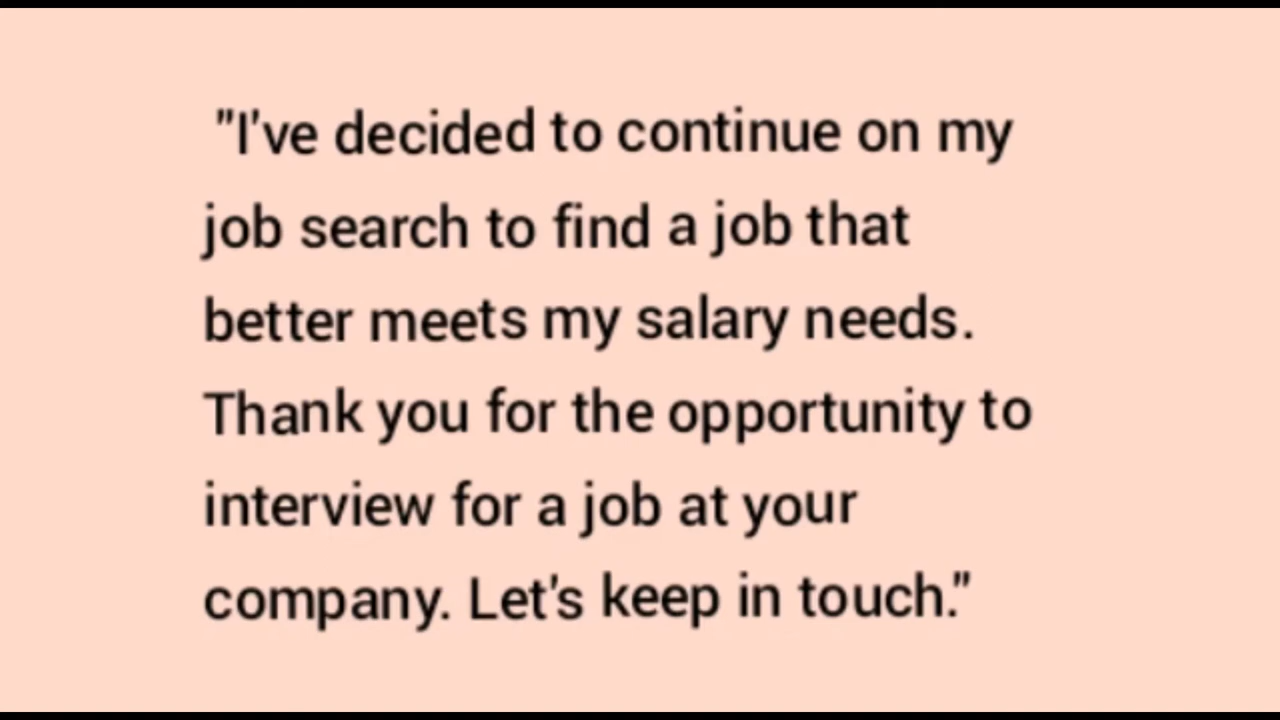 "I've decided to continue on my
job search to find a job that
better meets my salary needs.
Thank you for the opportunity to
interview for a job at your
company. Let's keep in touch."